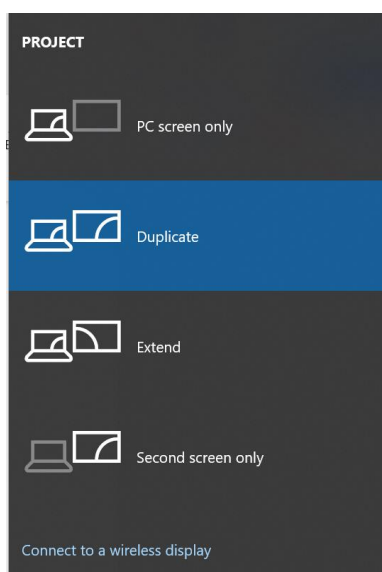 PROJECT
PC screen only
Duplicate
Extend
Second screen only
Connect to a wireless display